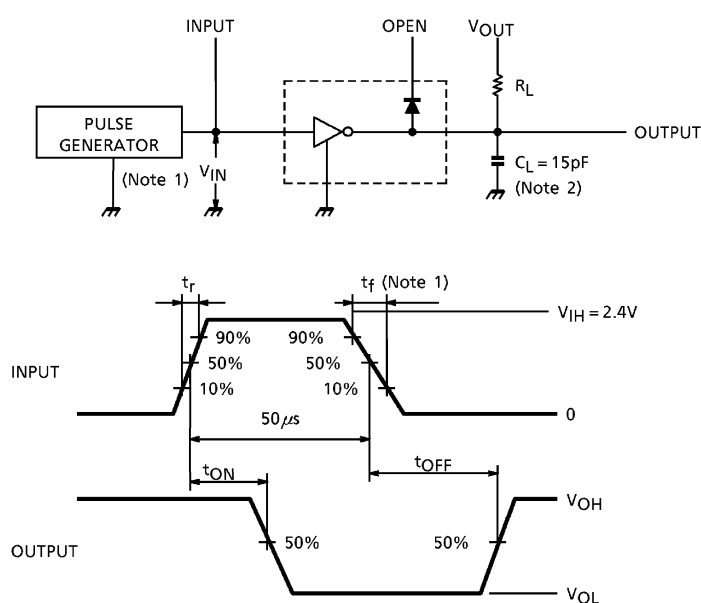 INPUT
OPEN
VOUT
RL
PULSE
GENERATOR
(Note 1)
VIN
OUTPUT
CL = 15pF
(Note 2)
tr
tf (Note 1)
VIH = 2.4V
90%
90%
50%
50%
INPUT
10%
10%
0
50μs
tON
tOFF
VOH
OUTPUT
50%
50%
VOL